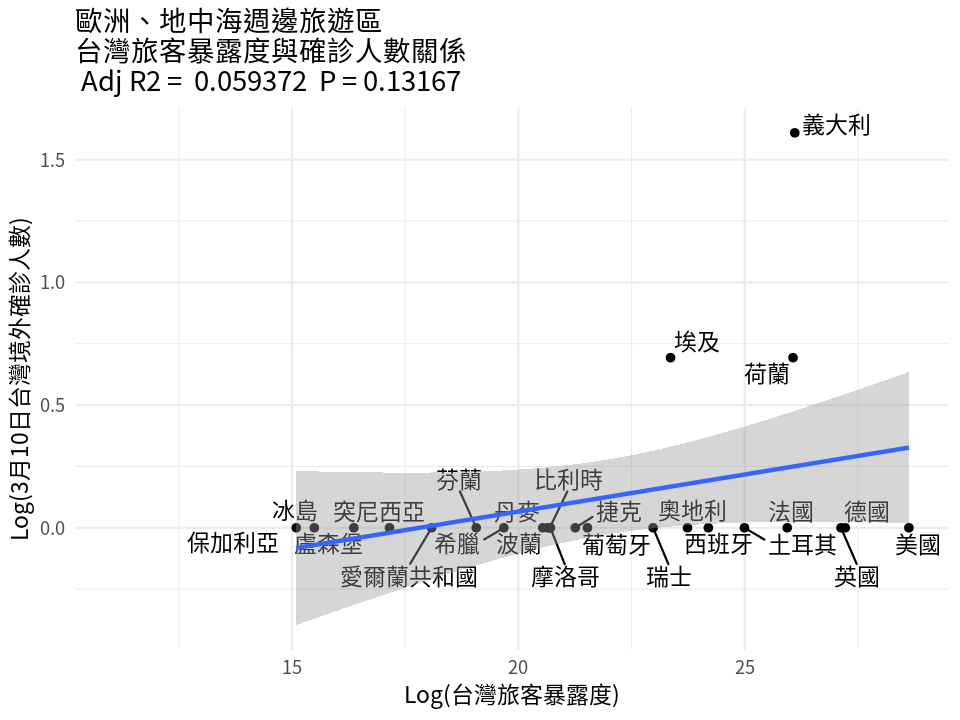 歐洲、地中海週邊旅遊區
台灣旅客暴露度與確診人數關係
Adj R2 = 0.059372 P = 0.13167
Log(3月10日台灣境外確診人數)
1.5
1.0
0.5
0.0
義大利
埃及
荷蘭
芬蘭
比利時
冰島
突尼西亞
丹麥
捷克
奧地利
法國
德國
保加利亞
盧森堡
希臘
波蘭
葡萄牙
西班牙
土耳其
美國
愛爾蘭共和國
摩洛哥
瑞士
英國
15
20
25
Log(台灣旅客暴露度)